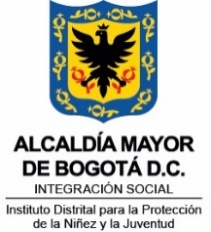 ALCALDÍA MAYOR
DE BOGOTÁ D.C.
INTEGRACIÓN SOCIAL
Instituto Distrital para la Protección
de la Niñez y la Juventud